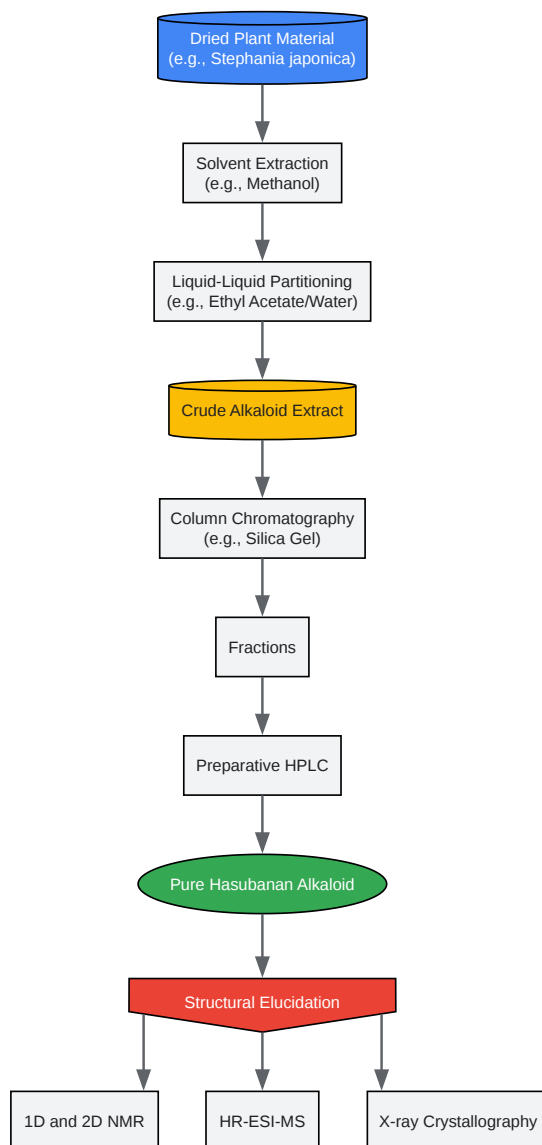 Dried Plant Material
(e.g., Stephania japonica)
Solvent Extraction
(e.g., Methanol)
Liquid-Liquid Partitioning
(e.g., Ethyl Acetate/Water)
Crude Alkaloid Extract
Column Chromatography
(e.g., Silica Gel)
Fractions
Preparative HPLC
Pure Hasubanan Alkaloid
Structural Elucidation
1D and 2D NMR
HR-ESI-MS
X-ray Crystallography